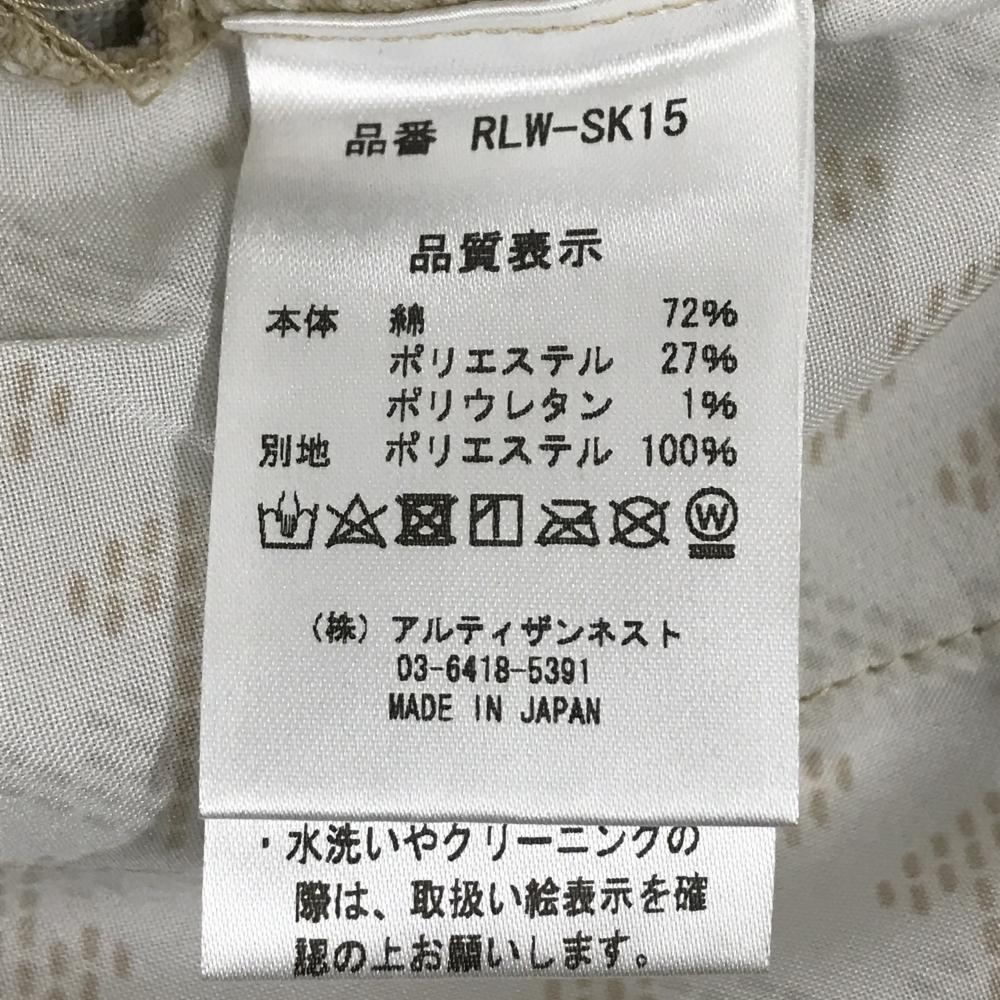 品番 RLW-SK15
品質表示
本体 綿 72%
ポリエステル 27%
ポリウレタン 1%
別地 ポリエステル 100%
W
(株) アルティザンネスト
03-6418-5391
MADE IN JAPAN
・水洗いやクリーニングの
際は、取扱い絵表示を確
認の上お願いします。